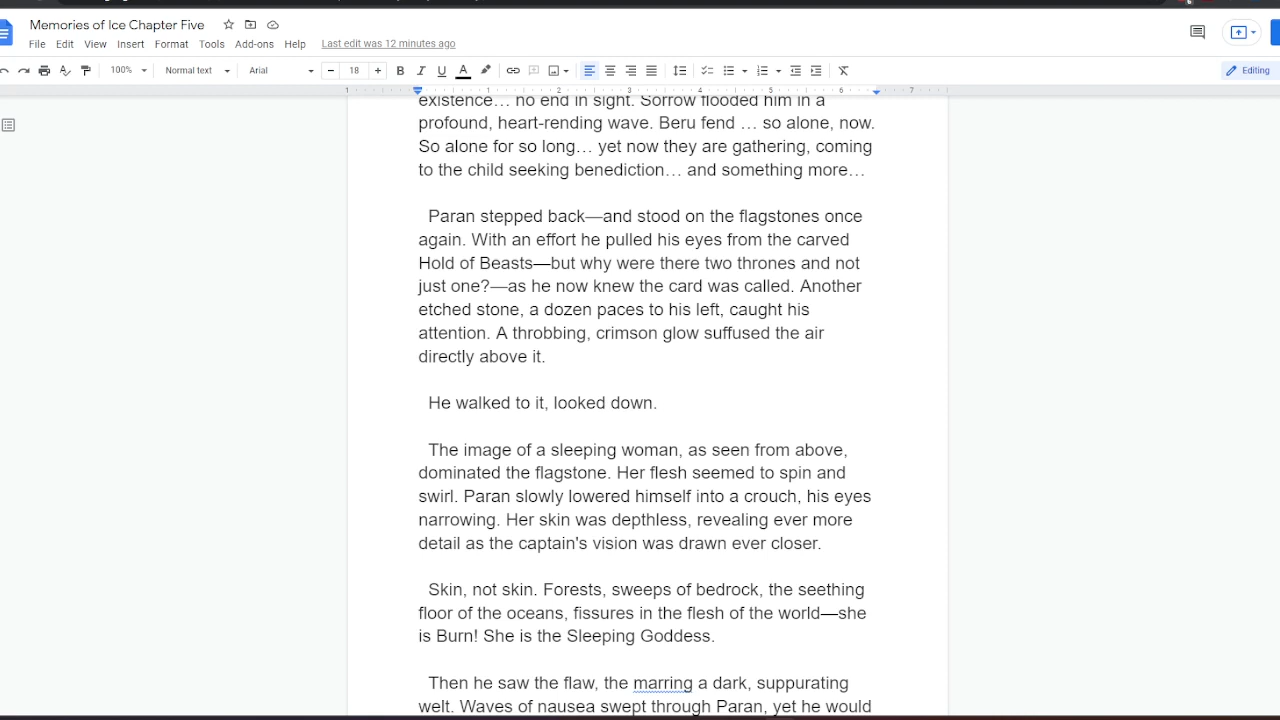 Memories of Ice Chapter Five
File Edit View Insert Format Tools Add-ons Help Last edit was 12 minutes ago
100% Normal text Arial 18 B I U A Editing
1 1 2 3 4 5 6 7
existence… no end in sight. Sorrow flooded him in a
profound, heart-rending wave. Beru fend … so alone, now.
So alone for so long… yet now they are gathering, coming
to the child seeking benediction… and something more…
Paran stepped back—and stood on the flagstones once
again. With an effort he pulled his eyes from the carved
Hold of Beasts—but why were there two thrones and not
just one?—as he now knew the card was called. Another
etched stone, a dozen paces to his left, caught his
attention. A throbbing, crimson glow suffused the air
directly above it.
He walked to it, looked down.
The image of a sleeping woman, as seen from above,
dominated the flagstone. Her flesh seemed to spin and
swirl. Paran slowly lowered himself into a crouch, his eyes
narrowing. Her skin was depthless, revealing ever more
detail as the captain's vision was drawn ever closer.
Skin, not skin. Forests, sweeps of bedrock, the seething
floor of the oceans, fissures in the flesh of the world—she
is Burn! She is the Sleeping Goddess.
Then he saw the flaw, the marring a dark, suppurating
welt. Waves of nausea swept through Paran, yet he would